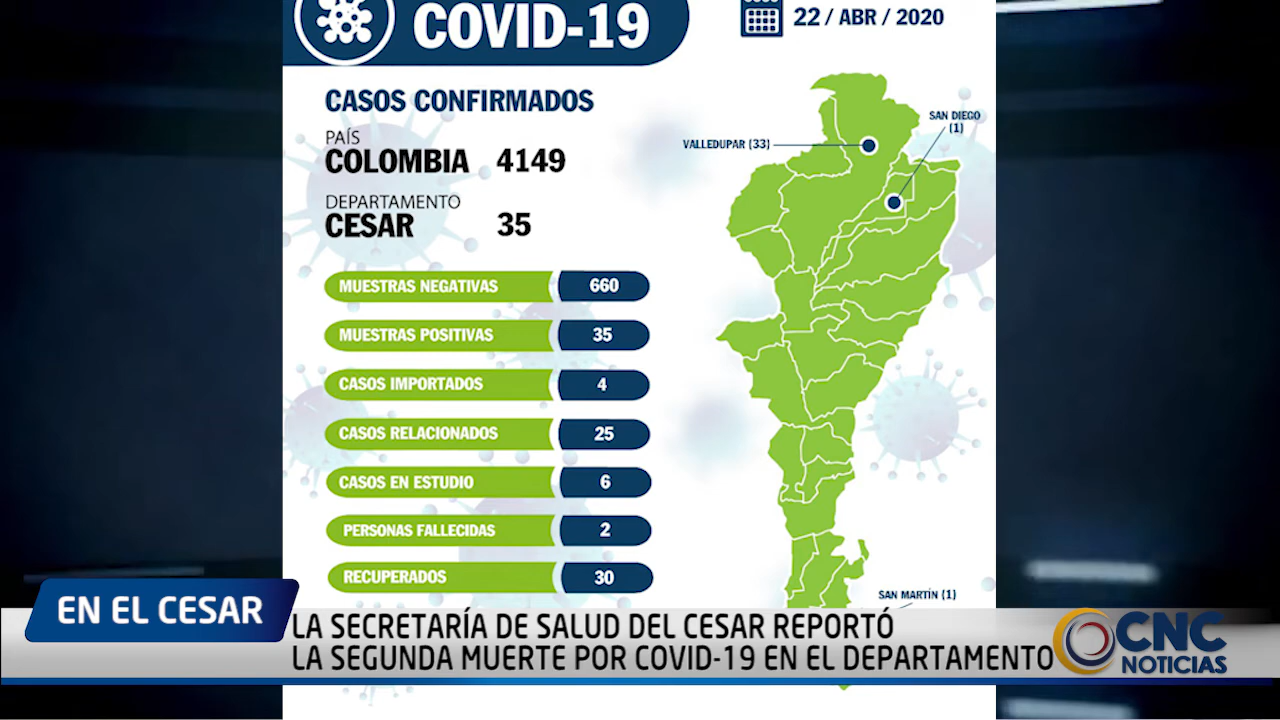 COVID-19
22 / ABR / 2020
CASOS CONFIRMADOS
PAÍS
COLOMBIA 4149
DEPARTAMENTO
CESAR 35
MUESTRAS NEGATIVAS 660
MUESTRAS POSITIVAS 35
CASOS IMPORTADOS 4
CASOS RELACIONADOS 25
CASOS EN ESTUDIO 6
PERSONAS FALLECIDAS 2
RECUPERADOS 30
SAN DIEGO
(1)
VALLEDUPAR (33)
SAN MARTÍN (1)
EN EL CESAR
LA SECRETARÍA DE SALUD DEL CESAR REPORTÓ
LA SEGUNDA MUERTE POR COVID-19 EN EL DEPARTAMENTO
CNC
NOTICIAS